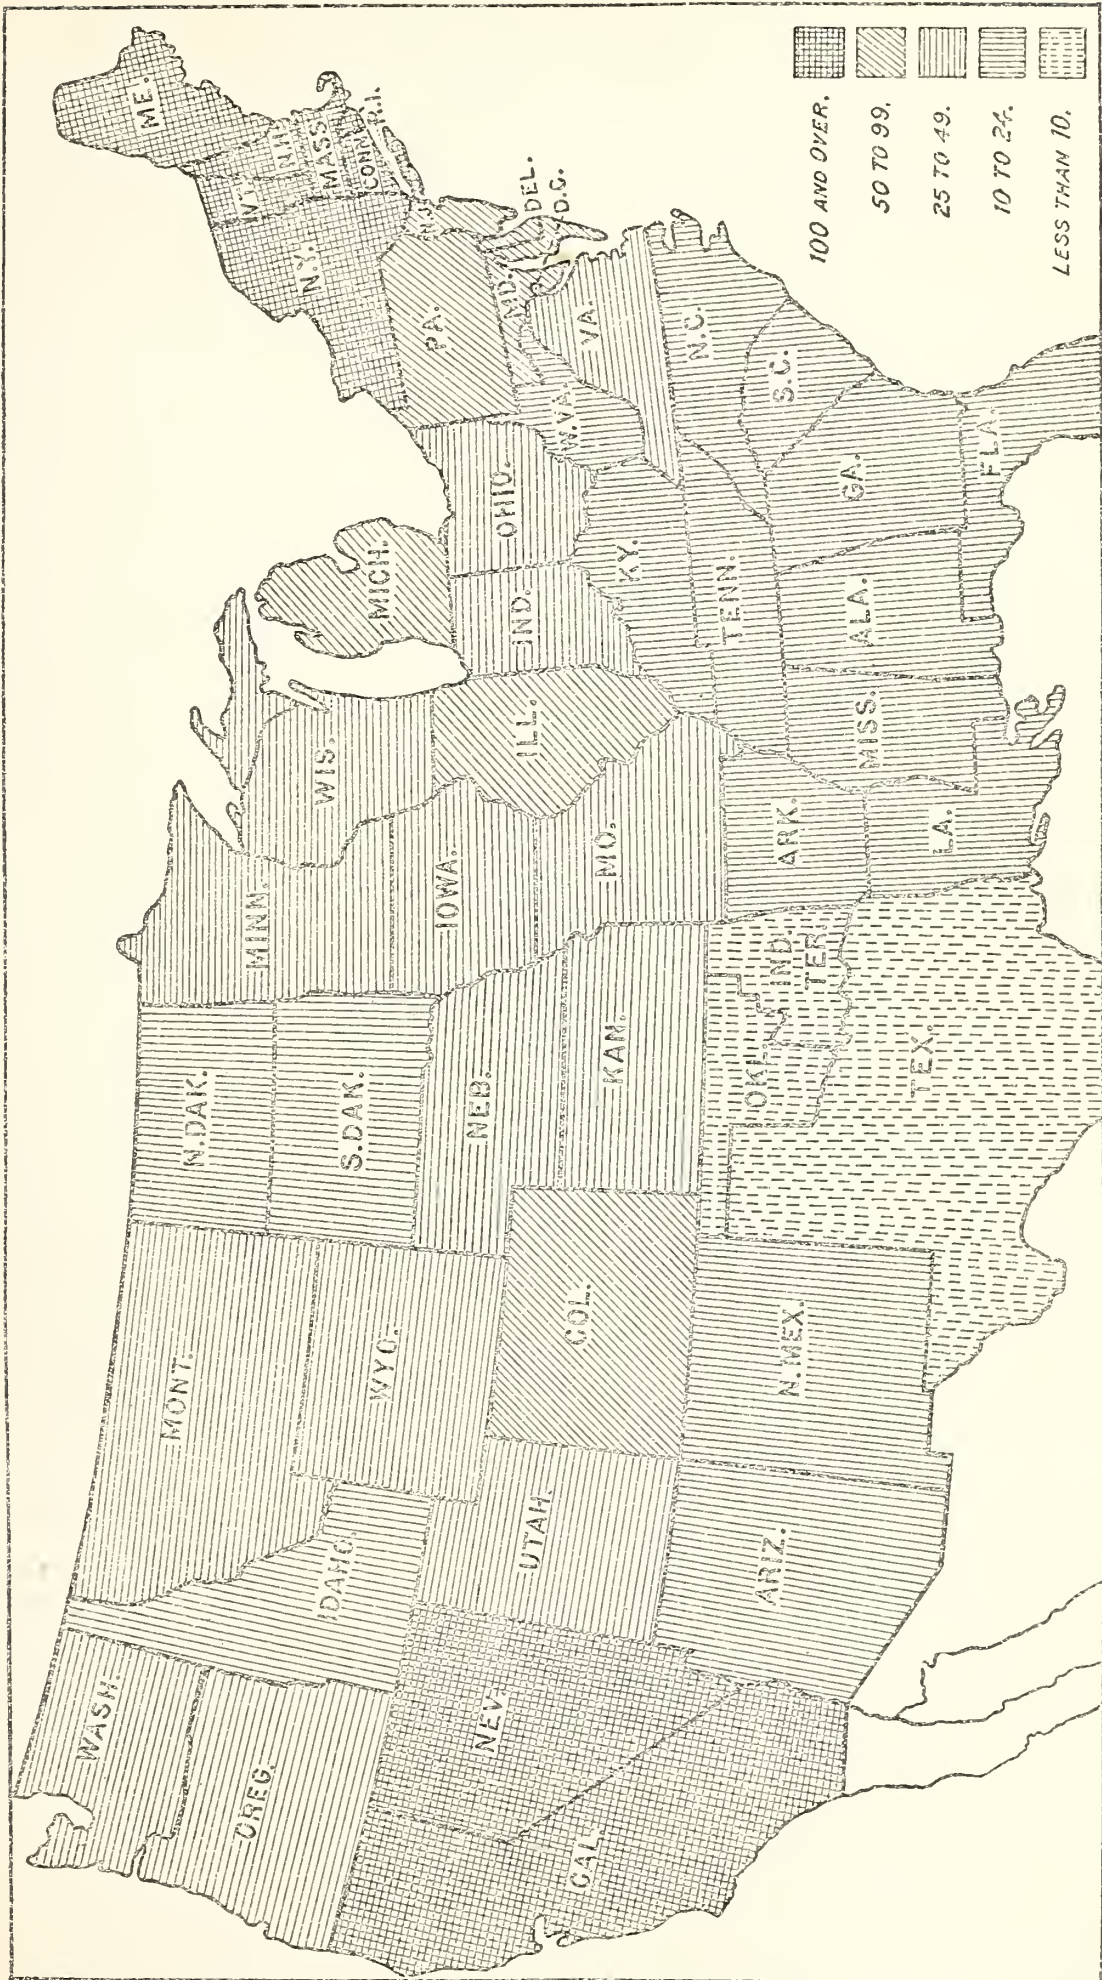 WASH.
OREG.
CAL.
NEV.
IDAHO.
MONT.
WYO.
UTAH.
COL.
ARIZ.
N.MEX.
N.DAK.
S.DAK.
NEB.
KAN.
OKL.
IND.
TER.
TEX.
MINN.
IOWA.
MO.
ARK.
LA.
WIS.
ILL.
MICH.
IND.
OHIO.
KY.
TENN.
MISS.
ALA.
GA.
FLA.
S.C.
N.C.
VA.
W.VA.
MD.
DEL.
D.C.
PA.
N.J.
N.Y.
CONN.
R.I.
MASS.
VT.
N.H.
ME.
100 AND OVER.
50 TO 99.
25 TO 49.
10 TO 24.
LESS THAN 10.